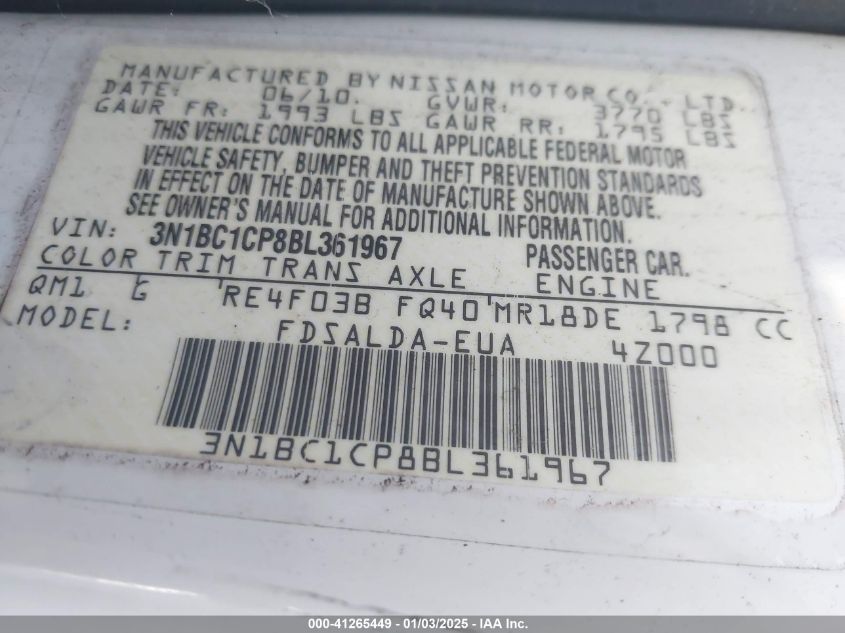 MANUFACTURED BY NISSAN MOTOR CO., LTD.
DATE: 06/10. GVWR: 3770 LBS
GAWR FR: 1993 LBS GAWR RR: 1795 LBS
THIS VEHICLE CONFORMS TO ALL APPLICABLE FEDERAL MOTOR
VEHICLE SAFETY, BUMPER AND THEFT PREVENTION STANDARDS
IN EFFECT ON THE DATE OF MANUFACTURE SHOWN ABOVE.
SEE OWNER'S MANUAL FOR ADDITIONAL INFORMATION.
VIN: 3N1BC1CP8BL361967 PASSENGER CAR.
COLOR TRIM TRANS AXLE ENGINE
QM1 G RE4F03B FQ40 MR18DE 1798 CC
MODEL: FDSALDA-EUA 4Z000
3N1BC1CP8BL361967
000-41265449 - 01/03/2025 - IAA Inc.